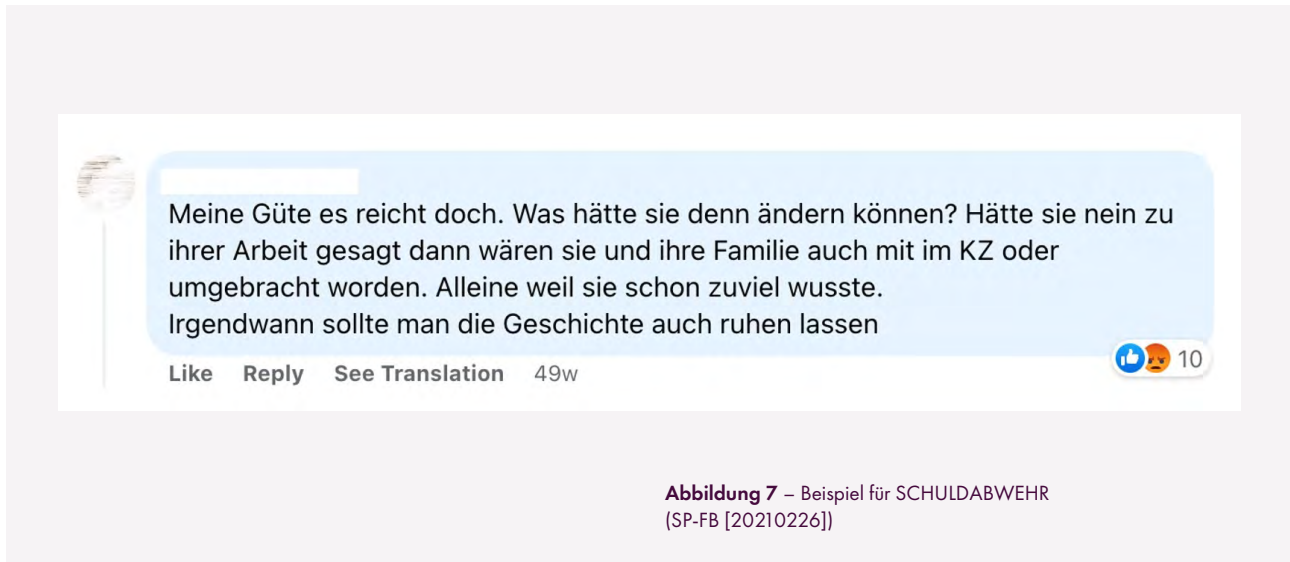 Meine Güte es reicht doch. Was hätte sie denn ändern können? Hätte sie nein zu
ihrer Arbeit gesagt dann wären sie und ihre Familie auch mit im KZ oder
umgebracht worden. Alleine weil sie schon zuviel wusste.
Irgendwann sollte man die Geschichte auch ruhen lassen
Like Reply See Translation 49w
10
Abbildung 7 – Beispiel für SCHULDABWEHR
(SP-FB [20210226])